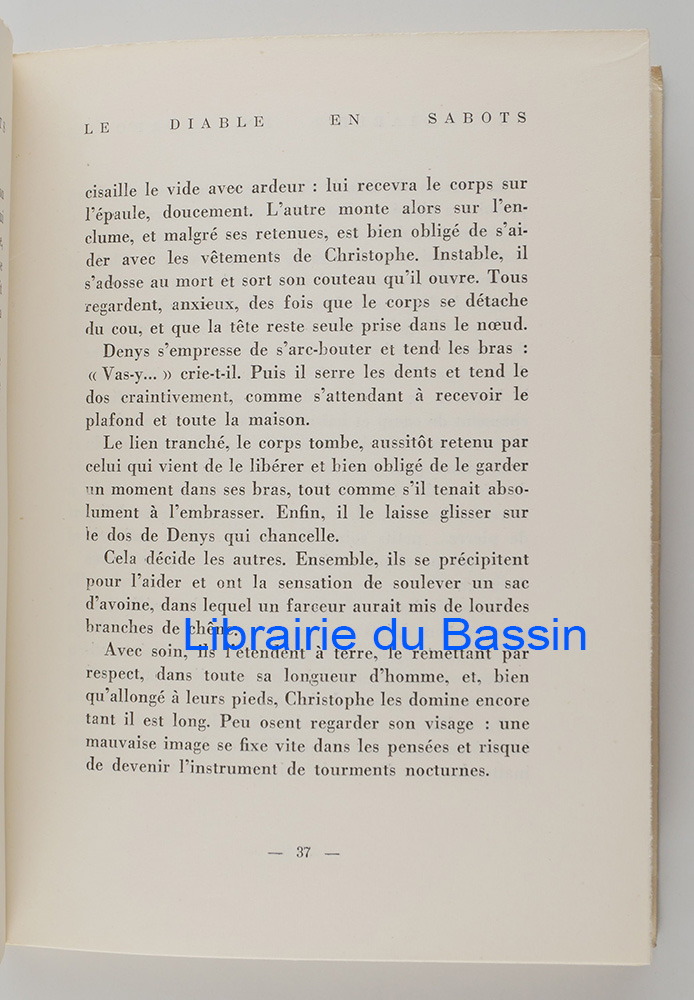 LE DIABLE EN SABOTS
cisaille le vide avec ardeur : lui recevra le corps sur
l'épaule, doucement. L'autre monte alors sur l'en-
clume, et malgré ses retenues, est bien obligé de s'ai-
der avec les vêtements de Christophe. Instable, il
s'adosse au mort et sort son couteau qu'il ouvre. Tous
regardent, anxieux, des fois que le corps se détache
du cou, et que la tête reste seule prise dans le nœud.
Denys s'empresse de s'arc-bouter et tend les bras :
« Vas-y... » crie-t-il. Puis il serre les dents et tend le
dos craintivement, comme s'attendant à recevoir le
plafond et toute la maison.
Le lien tranché, le corps tombe, aussitôt retenu par
celui qui vient de le libérer et bien obligé de le garder
un moment dans ses bras, tout comme s'il tenait abso-
lument à l'embrasser. Enfin, il le laisse glisser sur
le dos de Denys qui chancelle.
Cela décide les autres. Ensemble, ils se précipitent
pour l'aider et ont la sensation de soulever un sac
d'avoine, dans lequel un farceur aurait mis de lourdes
branches de chêne.
Librairie du Bassin
Avec soin, ils l'étendent à terre, le remettant par
respect, dans toute sa longueur d'homme, et, bien
qu'allongé à leurs pieds, Christophe les domine encore
tant il est long. Peu osent regarder son visage : une
mauvaise image se fixe vite dans les pensées et risque
de devenir l'instrument de tourments nocturnes.
— 37 —